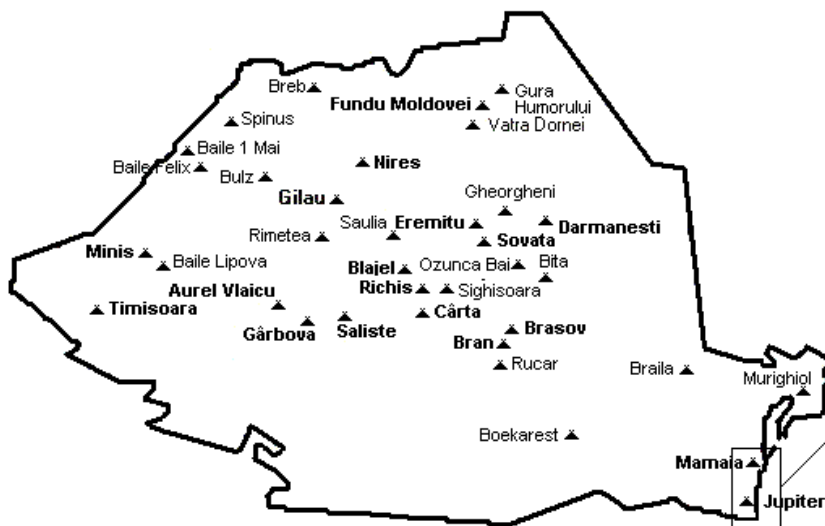 Breb
Gura
Humorului
Fundu Moldovei
Spinus
Vatra Dornei
Baile 1 Mai
Baile Felix
Nires
Bulz
Gilau
Gheorgheni
Saulia
Eremitu
Darmanesti
Rimetea
Sovata
Minis
Baile Lipova
Blajel
Ozunca Bai
Bita
Aurel Vlaicu
Richis
Sighisoara
Timisoara
Gârbova
Saliste
Cârta
Brasov
Bran
Rucar
Braila
Murighiol
Boekarest
Mamaia
Jupiter